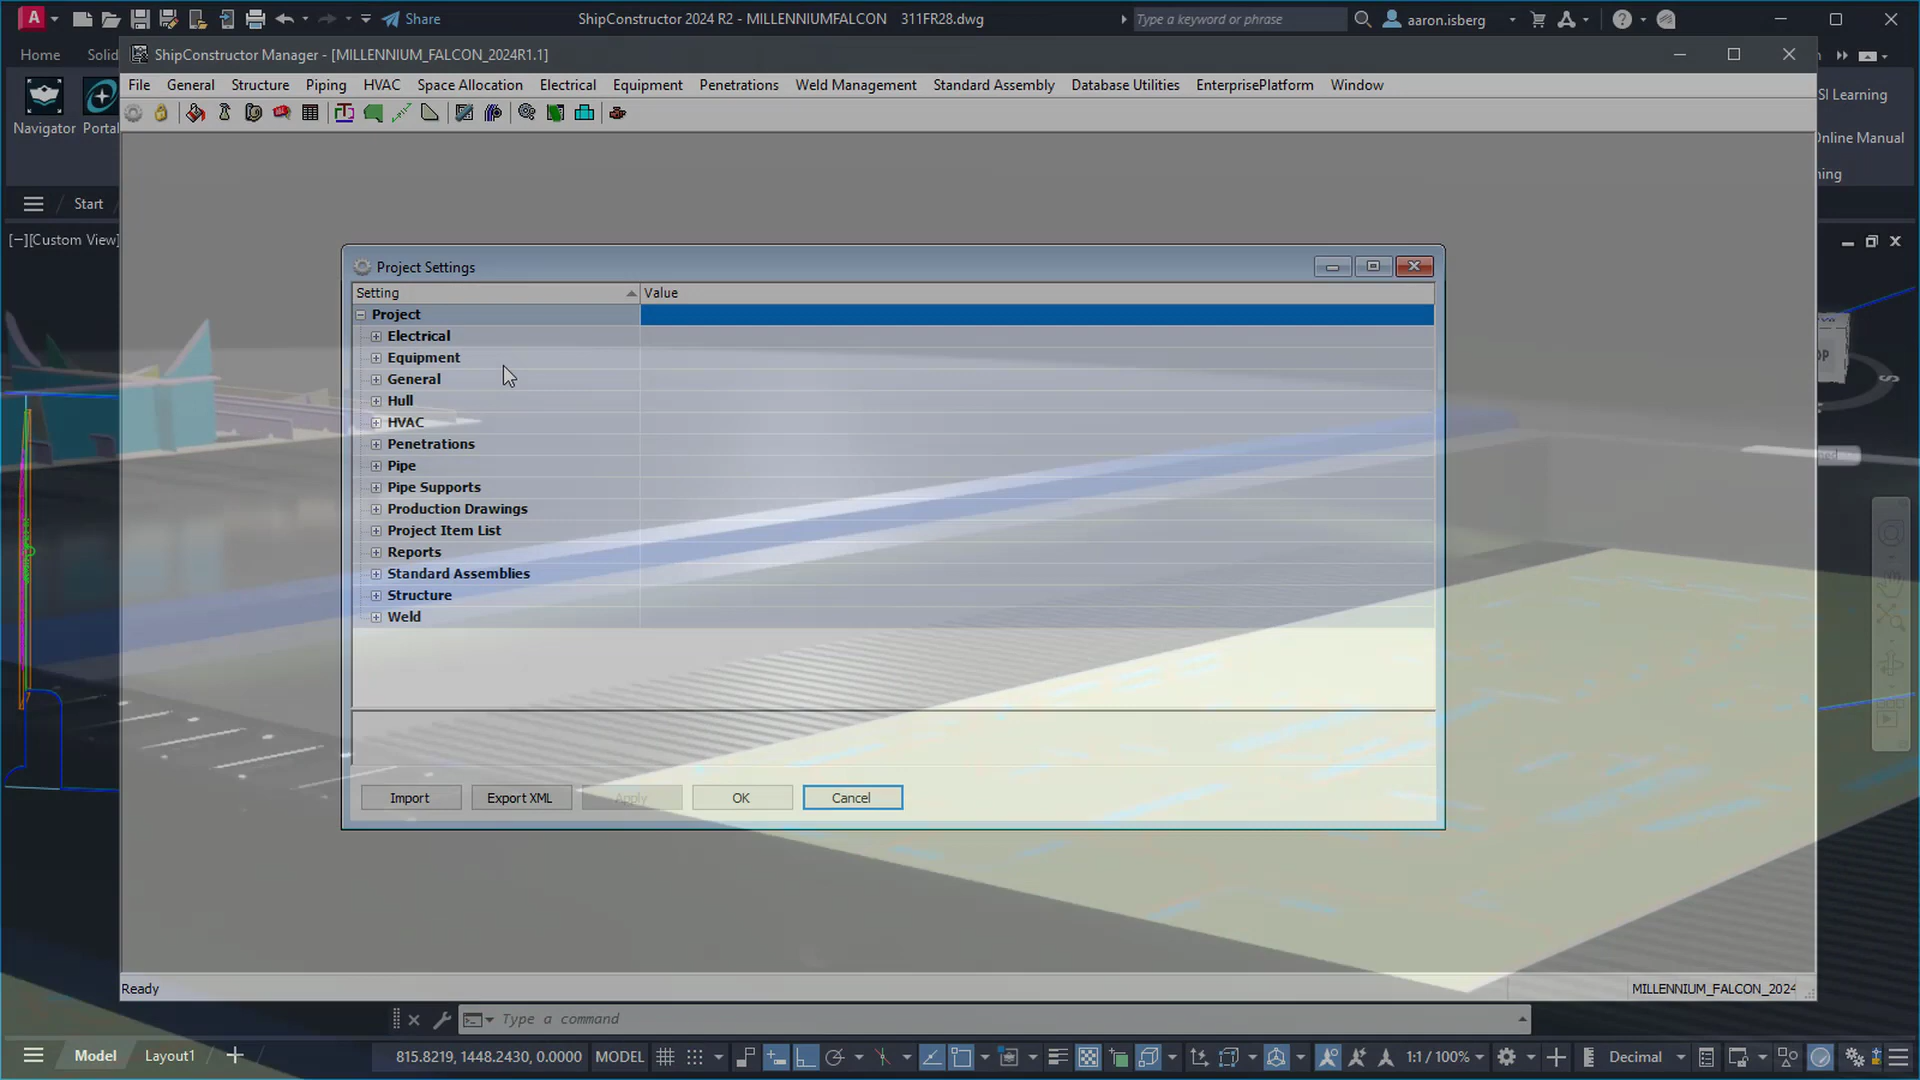 Share
ShipConstructor 2024 R2 - MILLENNIUMFALCON 311FR28.dwg
Type a keyword or phrase
aaron.isberg
Home
Solid
ShipConstructor Manager - [MILLENNIUM_FALCON_2024R1.1]
File General Structure Piping HVAC Space Allocation Electrical Equipment Penetrations Weld Management Standard Assembly Database Utilities EnterprisePlatform Window
SI Learning
Navigator
Portal
nline Manual
ning
Start
[−][Custom View]
Project Settings
Setting Value
Project
Electrical
Equipment
General
Hull
HVAC
Penetrations
Pipe
Pipe Supports
Production Drawings
Project Item List
Reports
Standard Assemblies
Structure
Weld
Import Export XML Apply OK Cancel
OP
S
Ready
MILLENNIUM_FALCON_2024
Type a command
Model Layout1
815.8219, 1448.2430, 0.0000 MODEL
1:1 / 100%
Decimal